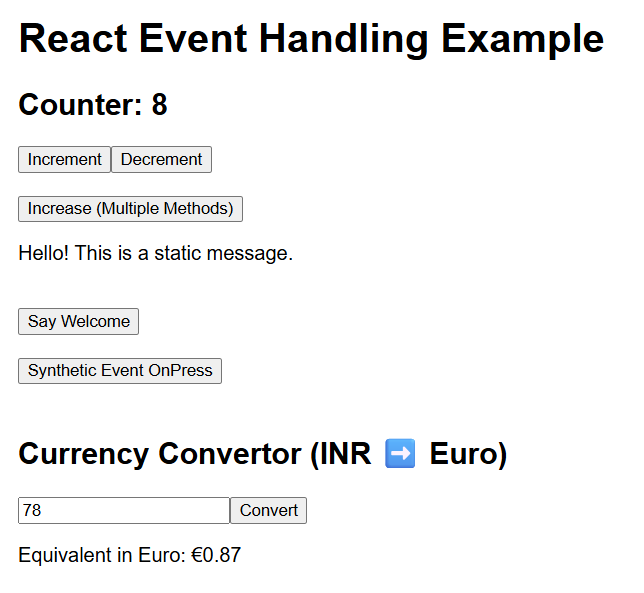 React Event Handling Example
Counter: 8
Increment Decrement
Increase (Multiple Methods)
Hello! This is a static message.
Say Welcome
Synthetic Event OnPress
Currency Convertor (INR ➡️ Euro)
78 Convert
Equivalent in Euro: €0.87